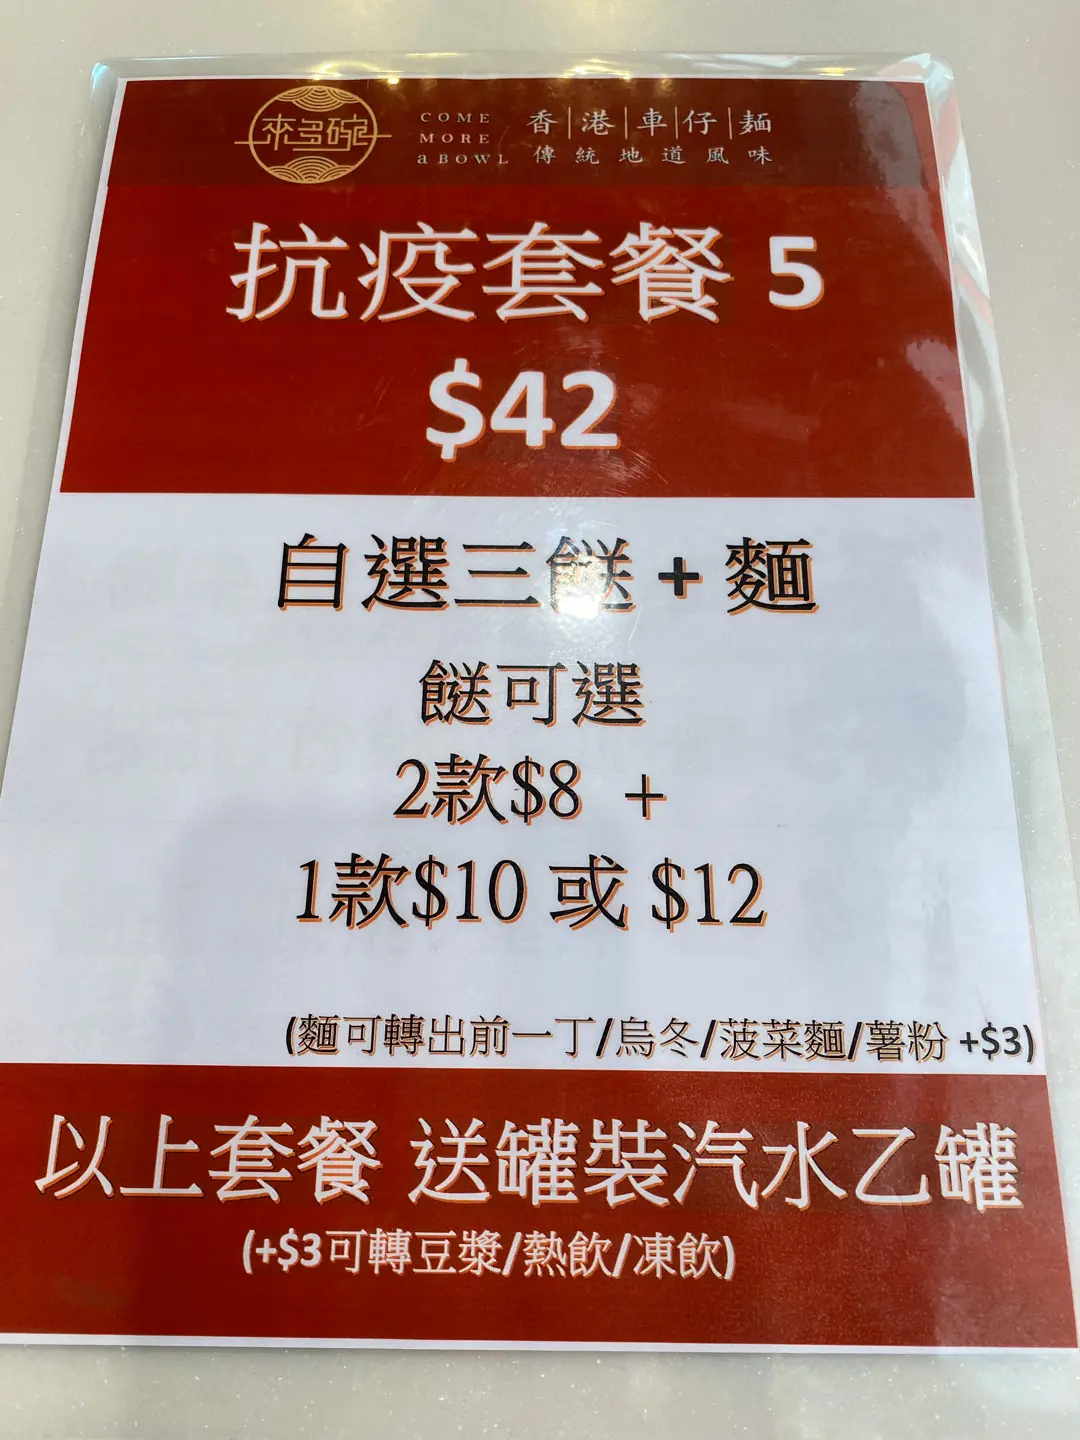 來多碗
COME
MORE
a BOWL
香|港|車|仔|麵
傳統地道風味
抗疫套餐 5
$42
自選三餸 + 麵
餸可選
2款$8 +
1款$10 或 $12
(麵可轉出前一丁/烏冬/菠菜麵/薯粉 +$3)
以上套餐 送罐裝汽水乙罐
(+$3可轉豆漿/熱飲/凍飲)